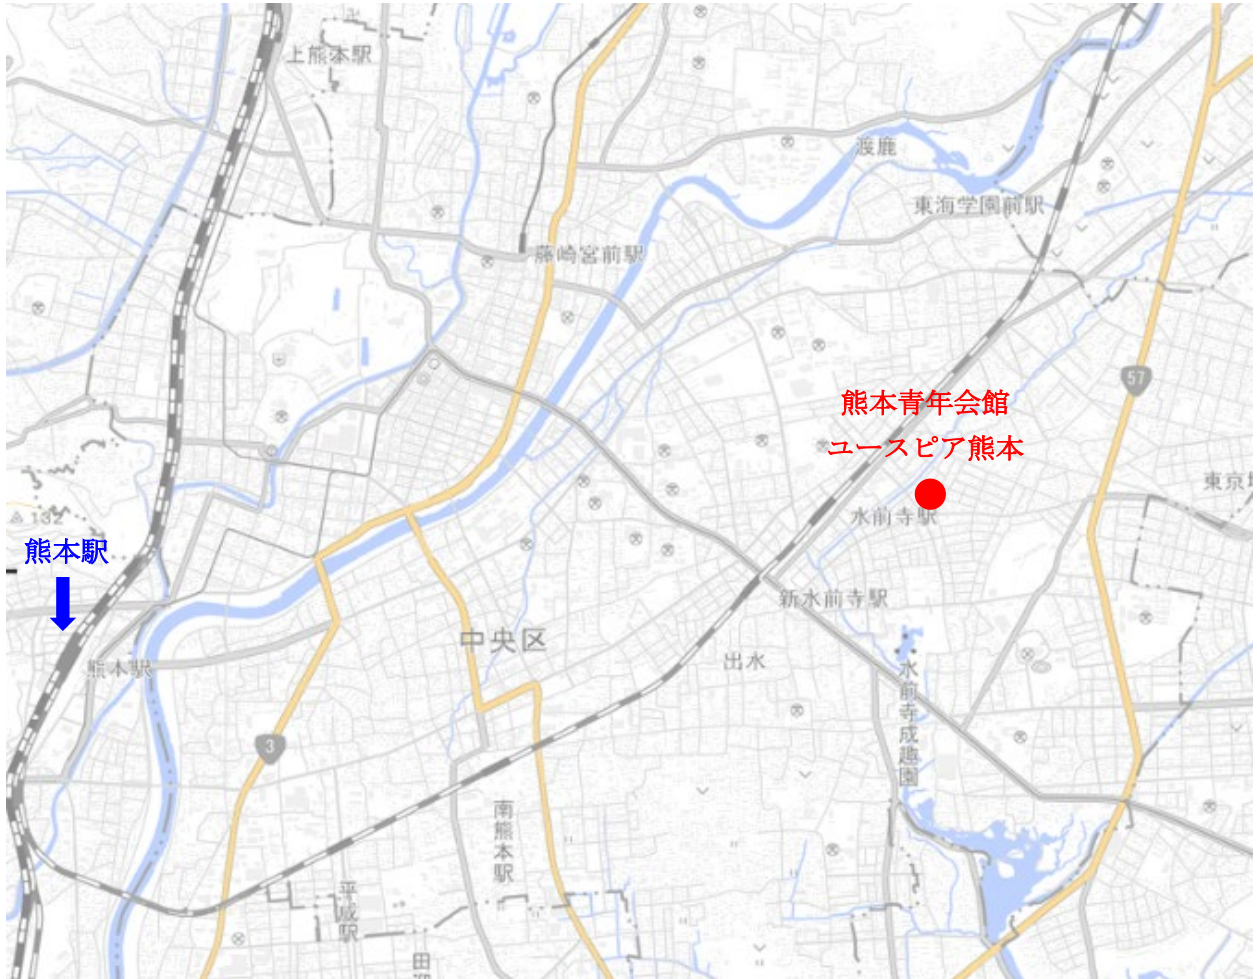 上熊本駅
渡鹿
東海学園前駅
藤崎宮前駅
57
熊本青年会館
ユースピア熊本
東京塚
132
水前寺駅
熊本駅
新水前寺駅
中央区
出水
熊本駅
水前寺成趣園
3
南熊本駅
平成駅
田